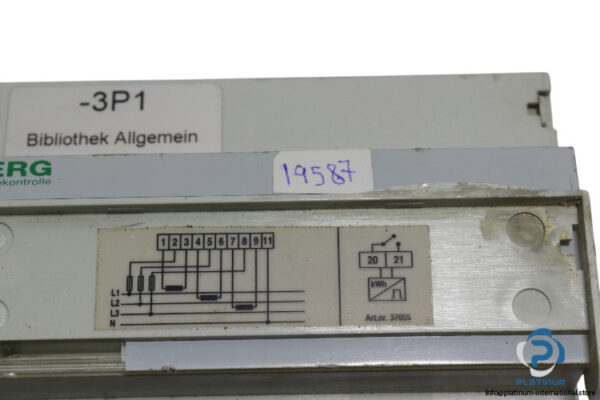 -3P1
Bibliothek Allgemein
ERG
ekontrolle
19587
1 2 3 4 5 6 7 8 9 11
20 21
kWh
L1
L2
L3
N
Art.nr. 37655
PLATINUM
INTERNATIONAL
info@platinum-international.store